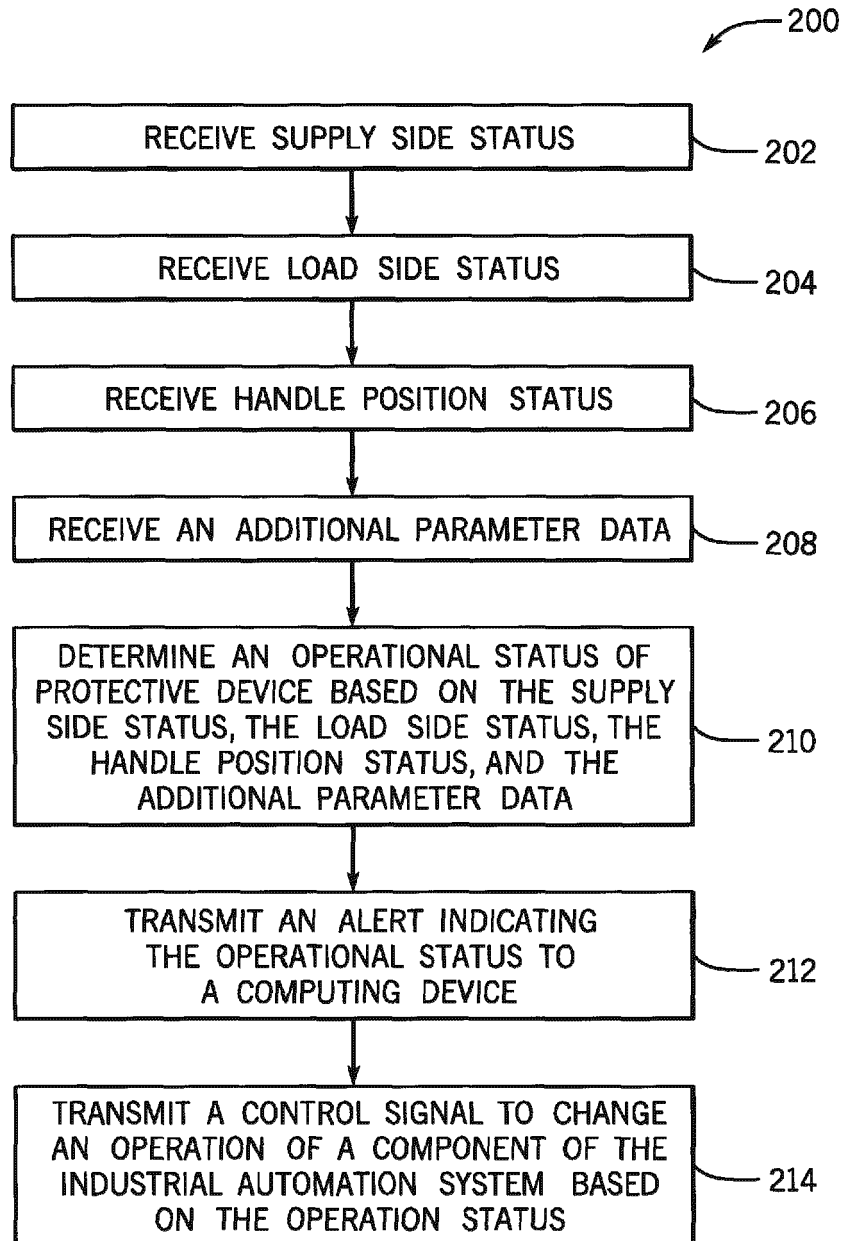 200
RECEIVE SUPPLY SIDE STATUS
202
RECEIVE LOAD SIDE STATUS
204
RECEIVE HANDLE POSITION STATUS
206
RECEIVE AN ADDITIONAL PARAMETER DATA
208
DETERMINE AN OPERATIONAL STATUS OF
PROTECTIVE DEVICE BASED ON THE SUPPLY
SIDE STATUS, THE LOAD SIDE STATUS, THE
HANDLE POSITION STATUS, AND THE
ADDITIONAL PARAMETER DATA
210
TRANSMIT AN ALERT INDICATING
THE OPERATIONAL STATUS TO
A COMPUTING DEVICE
212
TRANSMIT A CONTROL SIGNAL TO CHANGE
AN OPERATION OF A COMPONENT OF THE
INDUSTRIAL AUTOMATION SYSTEM BASED
ON THE OPERATION STATUS
214